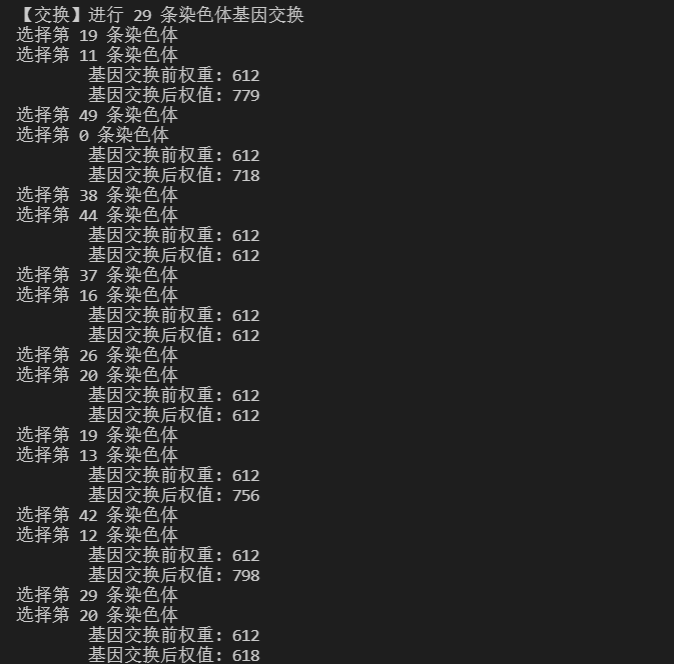 【交换】进行 29 条染色体基因交换
选择第 19 条染色体
选择第 11 条染色体
基因交换前权重: 612
基因交换后权值: 779
选择第 49 条染色体
选择第 0 条染色体
基因交换前权重: 612
基因交换后权值: 718
选择第 38 条染色体
选择第 44 条染色体
基因交换前权重: 612
基因交换后权值: 612
选择第 37 条染色体
选择第 16 条染色体
基因交换前权重: 612
基因交换后权值: 612
选择第 26 条染色体
选择第 20 条染色体
基因交换前权重: 612
基因交换后权值: 612
选择第 19 条染色体
选择第 13 条染色体
基因交换前权重: 612
基因交换后权值: 756
选择第 42 条染色体
选择第 12 条染色体
基因交换前权重: 612
基因交换后权值: 798
选择第 29 条染色体
选择第 20 条染色体
基因交换前权重: 612
基因交换后权值: 618